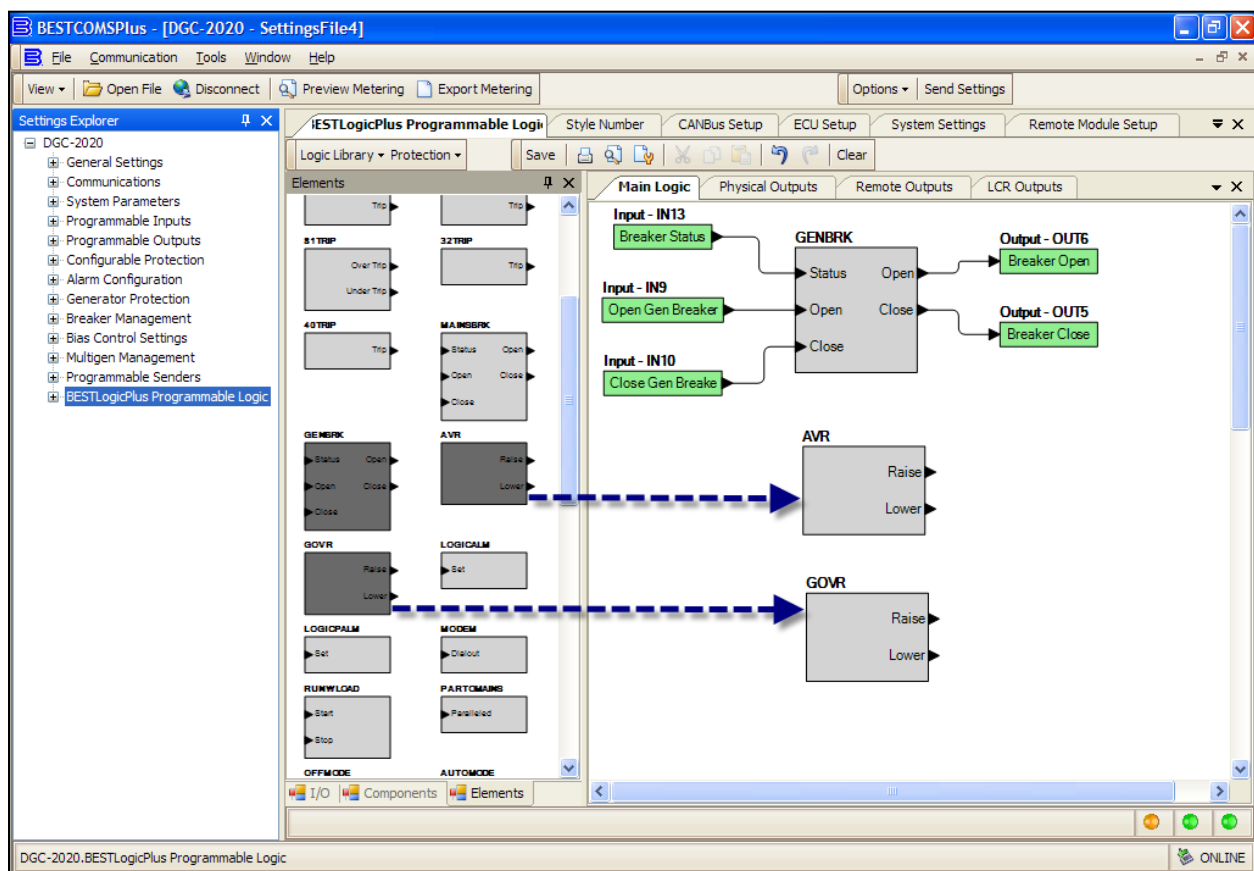 BESTCOMSPlus - [DGC-2020 - SettingsFile4]
File Communication Tools Window Help
View Open File Disconnect Preview Metering Export Metering Options Send Settings
Settings Explorer
DGC-2020
General Settings
Communications
System Parameters
Programmable Inputs
Programmable Outputs
Configurable Protection
Alarm Configuration
Generator Protection
Breaker Management
Bias Control Settings
Multigen Management
Programmable Senders
BESTLogicPlus Programmable Logic
BESTLogicPlus Programmable Logi Style Number CANBus Setup ECU Setup System Settings Remote Module Setup
Logic Library Protection Save Clear
Elements
Trip Trip
81TRIP 32TRIP
Over Trip Trip
Under Trip
40TRIP MAINSBRK
Trip Status Open
Open Close
Close
GENBRK AVR
Status Open Raise
Open Close Lower
Close
GOVR LOGICALM
Raise Set
Lower
LOGICPALM MODEM
Set Dialout
RUNWLOAD PARTOMAINS
Start Paralleled
Stop
OFFMODE AUTOMODE
I/O Components Elements
Main Logic Physical Outputs Remote Outputs LCR Outputs
Input - IN13
Breaker Status
GENBRK
Output - OUT6
Breaker Open
Status Open
Input - IN9
Open Gen Breaker
Open Close
Output - OUT5
Breaker Close
Close
Input - IN10
Close Gen Breake
AVR
Raise
Lower
GOVR
Raise
Lower
DGC-2020.BESTLogicPlus Programmable Logic ONLINE